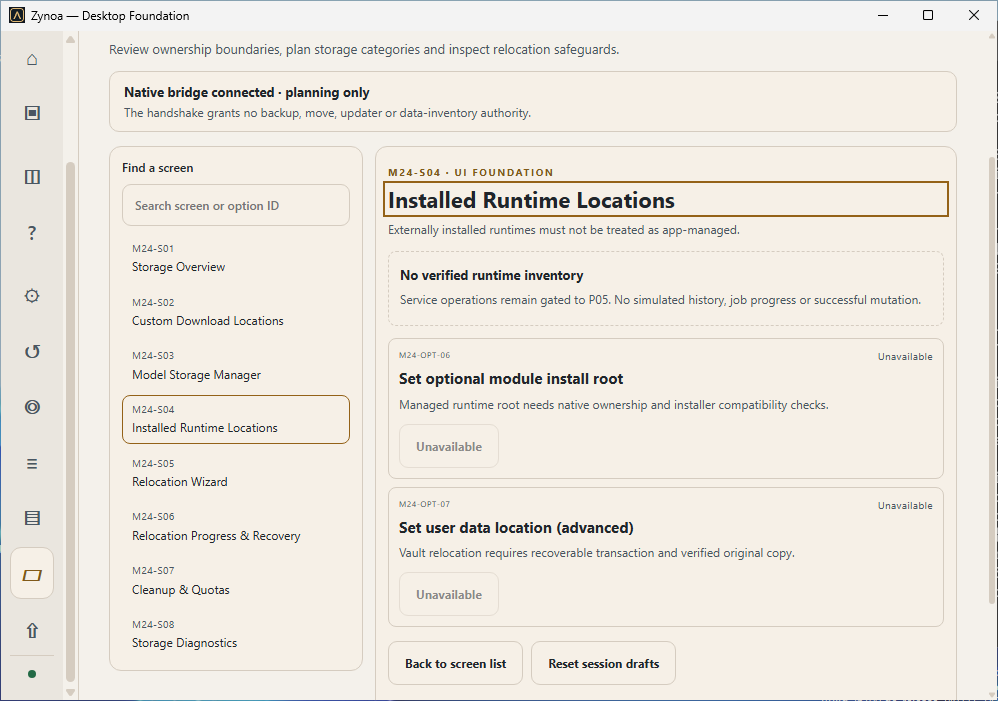 Zynoa — Desktop Foundation
Review ownership boundaries, plan storage categories and inspect relocation safeguards.
Native bridge connected · planning only
The handshake grants no backup, move, updater or data-inventory authority.
Find a screen
Search screen or option ID
M24-S01
Storage Overview
M24-S02
Custom Download Locations
M24-S03
Model Storage Manager
M24-S04
Installed Runtime Locations
M24-S05
Relocation Wizard
M24-S06
Relocation Progress & Recovery
M24-S07
Cleanup & Quotas
M24-S08
Storage Diagnostics
M24-S04 · UI FOUNDATION
Installed Runtime Locations
Externally installed runtimes must not be treated as app-managed.
No verified runtime inventory
Service operations remain gated to P05. No simulated history, job progress or successful mutation.
M24-OPT-06
Unavailable
Set optional module install root
Managed runtime root needs native ownership and installer compatibility checks.
Unavailable
M24-OPT-07
Unavailable
Set user data location (advanced)
Vault relocation requires recoverable transaction and verified original copy.
Unavailable
Back to screen list
Reset session drafts